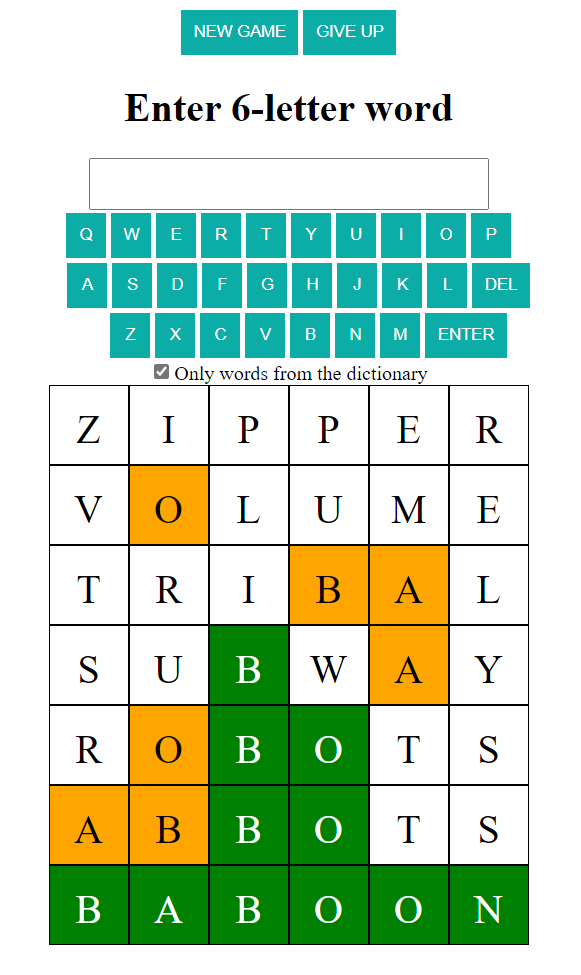 NEW GAME GIVE UP
Enter 6-letter word
Q W E R T Y U I O P
A S D F G H J K L DEL
Z X C V B N M ENTER
Only words from the dictionary
Z I P P E R
V O L U M E
T R I B A L
S U B W A Y
R O B O T S
A B B O T S
B A B O O N